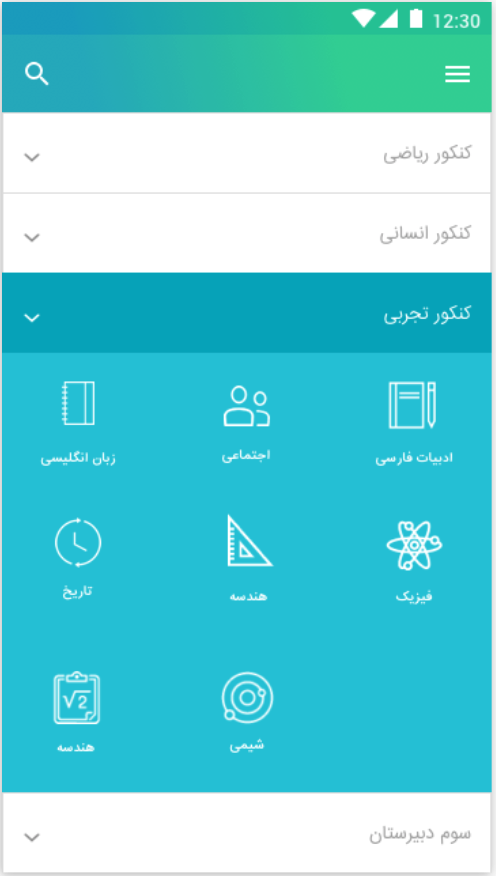 12:30
کنکور ریاضی
کنکور انسانی
کنکور تجربی
ادبیات فارسی
اجتماعی
زبان انگلیسی
فیزیک
هندسه
تاریخ
√2
شیمی
هندسه
سوم دبیرستان